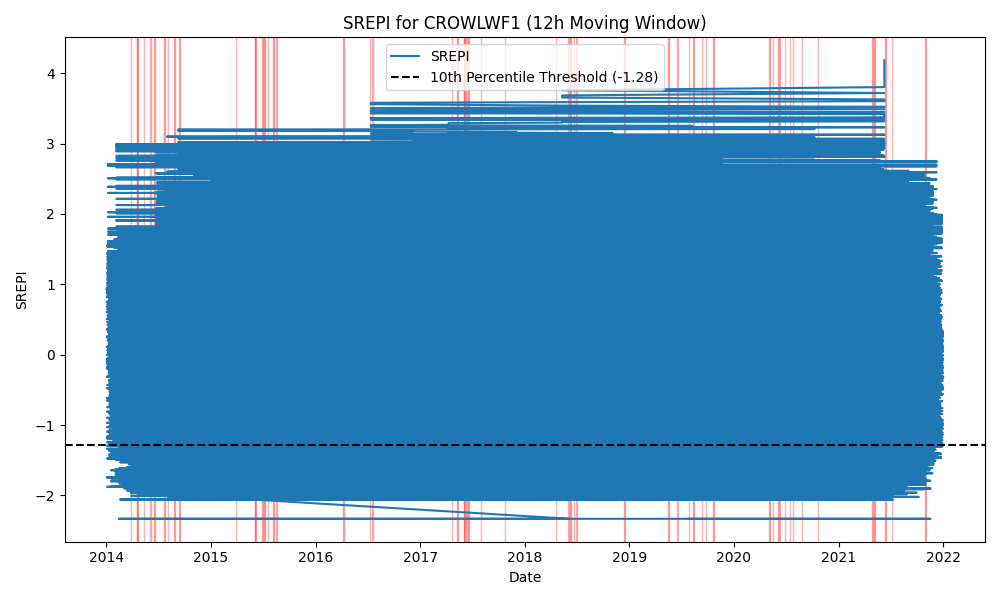 SREPI for CROWLWF1 (12h Moving Window)
SREPI
10th Percentile Threshold (-1.28)
4
3
2
1
0
−1
−2
SREPI
2014 2015 2016 2017 2018 2019 2020 2021 2022
Date